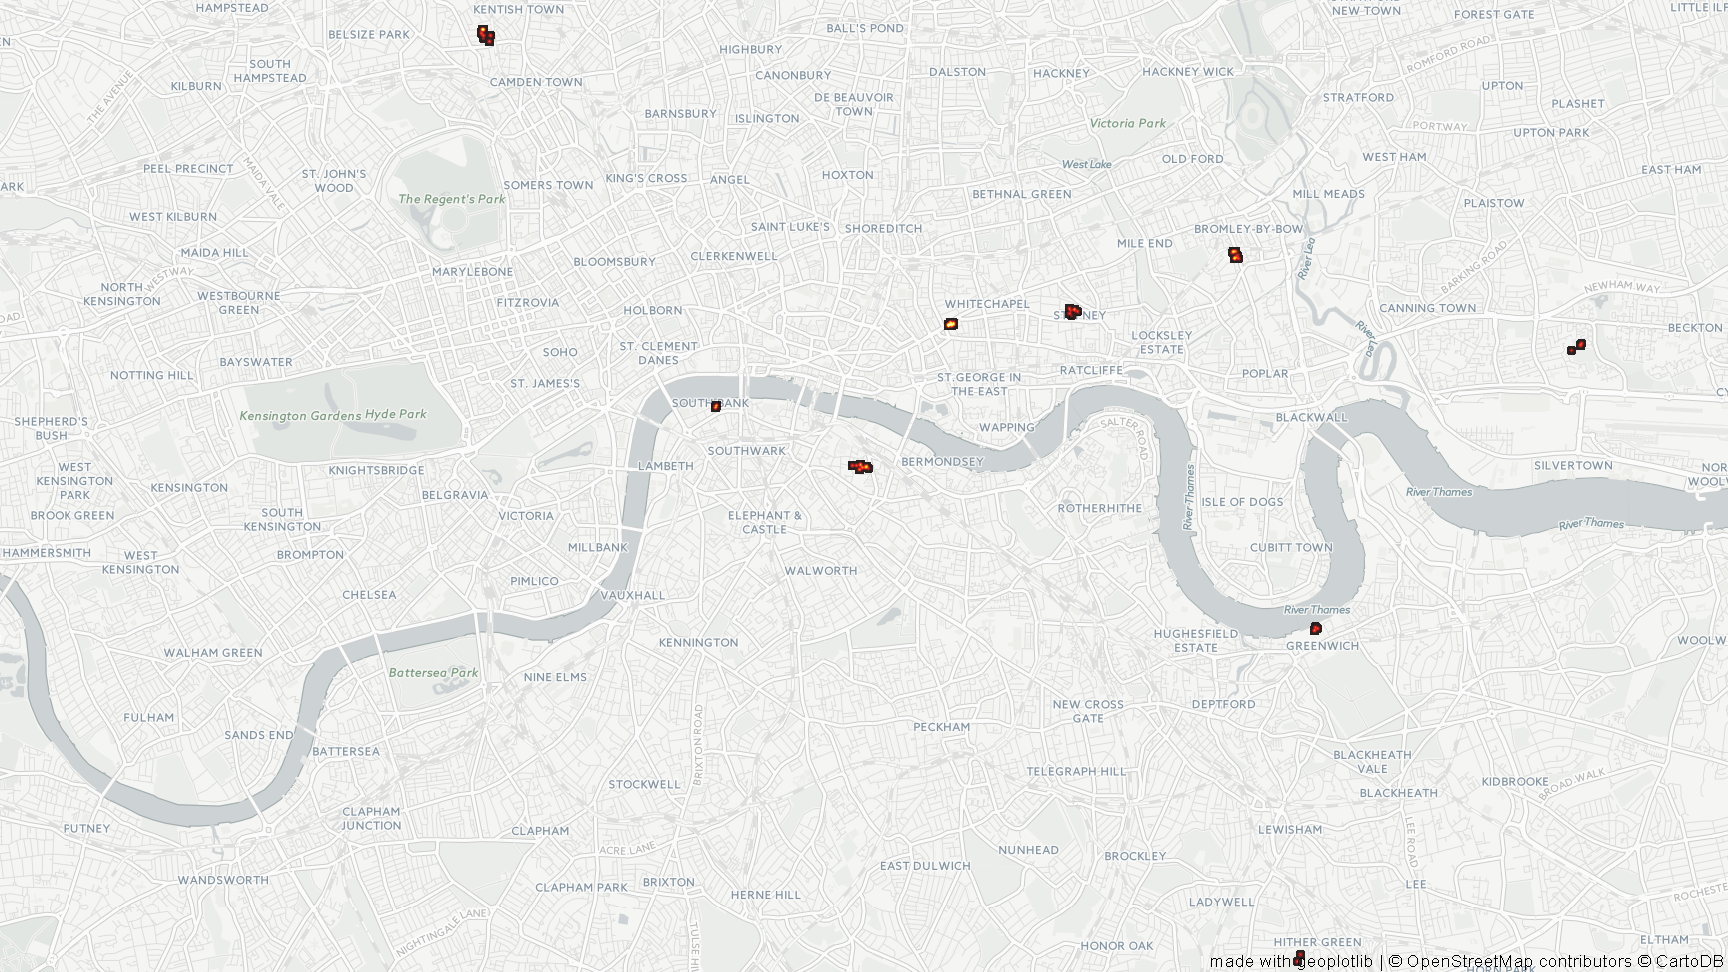 HAMPSTEAD
KENTISH TOWN
BELSIZE PARK
BALL'S POND
NEW TOWN
FOREST GATE
HIGHBURY
SOUTH
HAMPSTEAD
KILBURN
THE AVENUE
CAMDEN TOWN
CANONBURY
DALSTON
HACKNEY
HACKNEY WICK
ROMFORD ROAD
UPTON
STRATFORD
PLASHET
DE BEAUVOIR
TOWN
BARNSBURY
ISLINGTON
Victoria Park
PORTWAY
UPTON PARK
PEEL PRECINCT
MAIDA VALE
ST. JOHN'S
WOOD
SOMERS TOWN
KING'S CROSS
ANGEL
HOXTON
West Lake
OLD FORD
WEST HAM
EAST HAM
ARK
The Regent's Park
BETHNAL GREEN
MILL MEADS
PLAISTOW
WEST KILBURN
SAINT LUKE'S
SHOREDITCH
BROMLEY-BY-BOW
MAIDA HILL
MILE END
River Lea
BARKING ROAD
WESTWAY
MARYLEBONE
BLOOMSBURY
CLERKENWELL
NORTH
KENSINGTON
WESTBOURNE
GREEN
FITZROVIA
HOLBORN
WHITECHAPEL
CANNING TOWN
NEWHAM WAY
BECKTON
ST. CLEMENT
DANES
SOHO
LOCKSLEY
ESTATE
River Lea
BAYSWATER
NOTTING HILL
ST. JAMES'S
ST.GEORGE IN
THE EAST
RATCLIFFE
POPLAR
SHEPHERD'S
BUSH
Kensington Gardens
Hyde Park
WAPPING
SALTER ROAD
BLACKWALL
WEST
KENSINGTON
PARK
KNIGHTSBRIDGE
LAMBETH
SOUTHWARK
BERMONDSEY
SILVERTOWN
KENSINGTON
BELGRAVIA
River Thames
River Thames
BROOK GREEN
SOUTH
KENSINGTON
VICTORIA
ELEPHANT &
CASTLE
ROTHERHITHE
ISLE OF DOGS
River Thames
HAMMERSMITH
WEST
KENSINGTON
BROMPTON
MILLBANK
CUBITT TOWN
PIMLICO
WALWORTH
CHELSEA
VAUXHALL
River Thames
KENNINGTON
HUGHESFIELD
ESTATE
GREENWICH
WALHAM GREEN
Battersea Park
NINE ELMS
FULHAM
NEW CROSS
GATE
DEPTFORD
SANDS END
BATTERSEA
BRIXTON ROAD
PECKHAM
BLACKHEATH
VALE
TELEGRAPH HILL
KIDBROOKE
BROAD WALK
STOCKWELL
BLACKHEATH
CLAPHAM
JUNCTION
FUTNEY
CLAPHAM
ACRE LANE
NUNHEAD
BROCKLEY
LEWISHAM
LEE ROAD
EAST DULWICH
WANDSWORTH
CLAPHAM PARK
BRIXTON
HERNE HILL
LEE
LADYWELL
NIGHTINGALE LANE
HONOR OAK
HITHER GREEN
ELTHAM
made with geoplotlib | © OpenStreetMap contributors © CartoDB